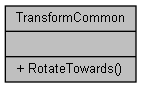 TransformCommon
+ RotateTowards()